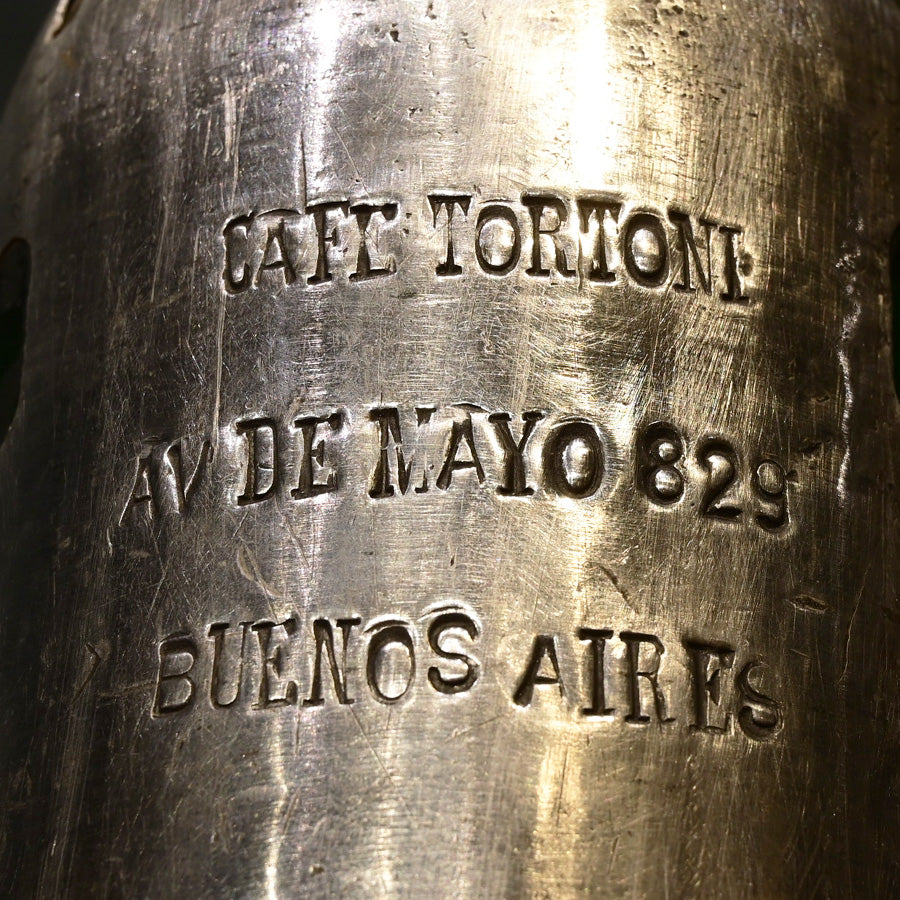 CAFE TORTONI
AV DE MAYO 829
BUENOS AIRES